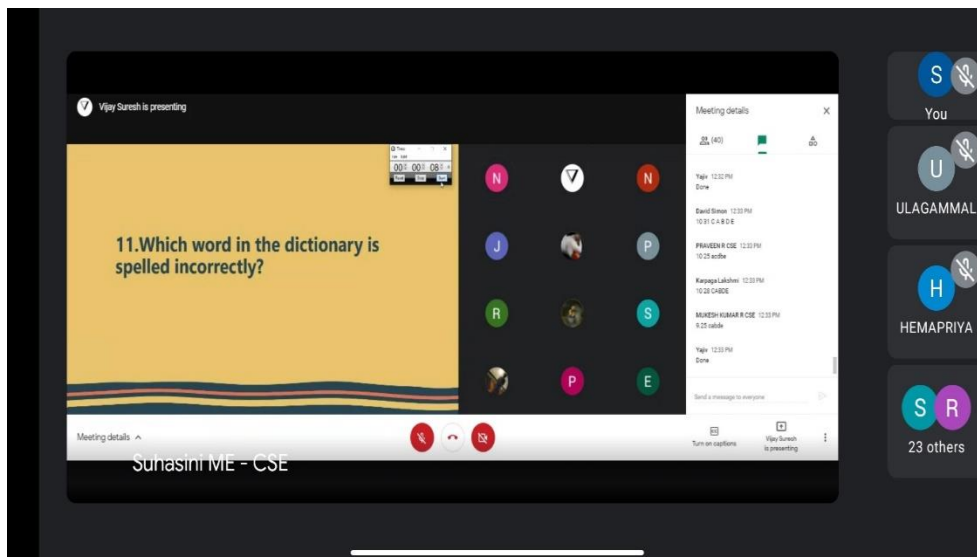 Vijay Suresh is presenting
11.Which word in the dictionary is
spelled incorrectly?
00 00 08
N
N
J
P
R
S
P
E
Meeting details
(40)
Yajiv 12:32 PM
Done
David Simon 12:33 PM
10:31 C A B D E
PRAVEEN R CSE 12:33 PM
10:25 acdbe
Karpaga Lakshmi 12:33 PM
10:28 CABDE
MUKESH KUMAR R CSE 12:33 PM
9.25 cabde
Yajiv 12:33 PM
Done
Send a message to everyone
Meeting details
Turn on captions
Vijay Suresh
is presenting
Suhasini ME - CSE
S
You
U
ULAGAMMAL
H
HEMAPRIYA
S R
23 others